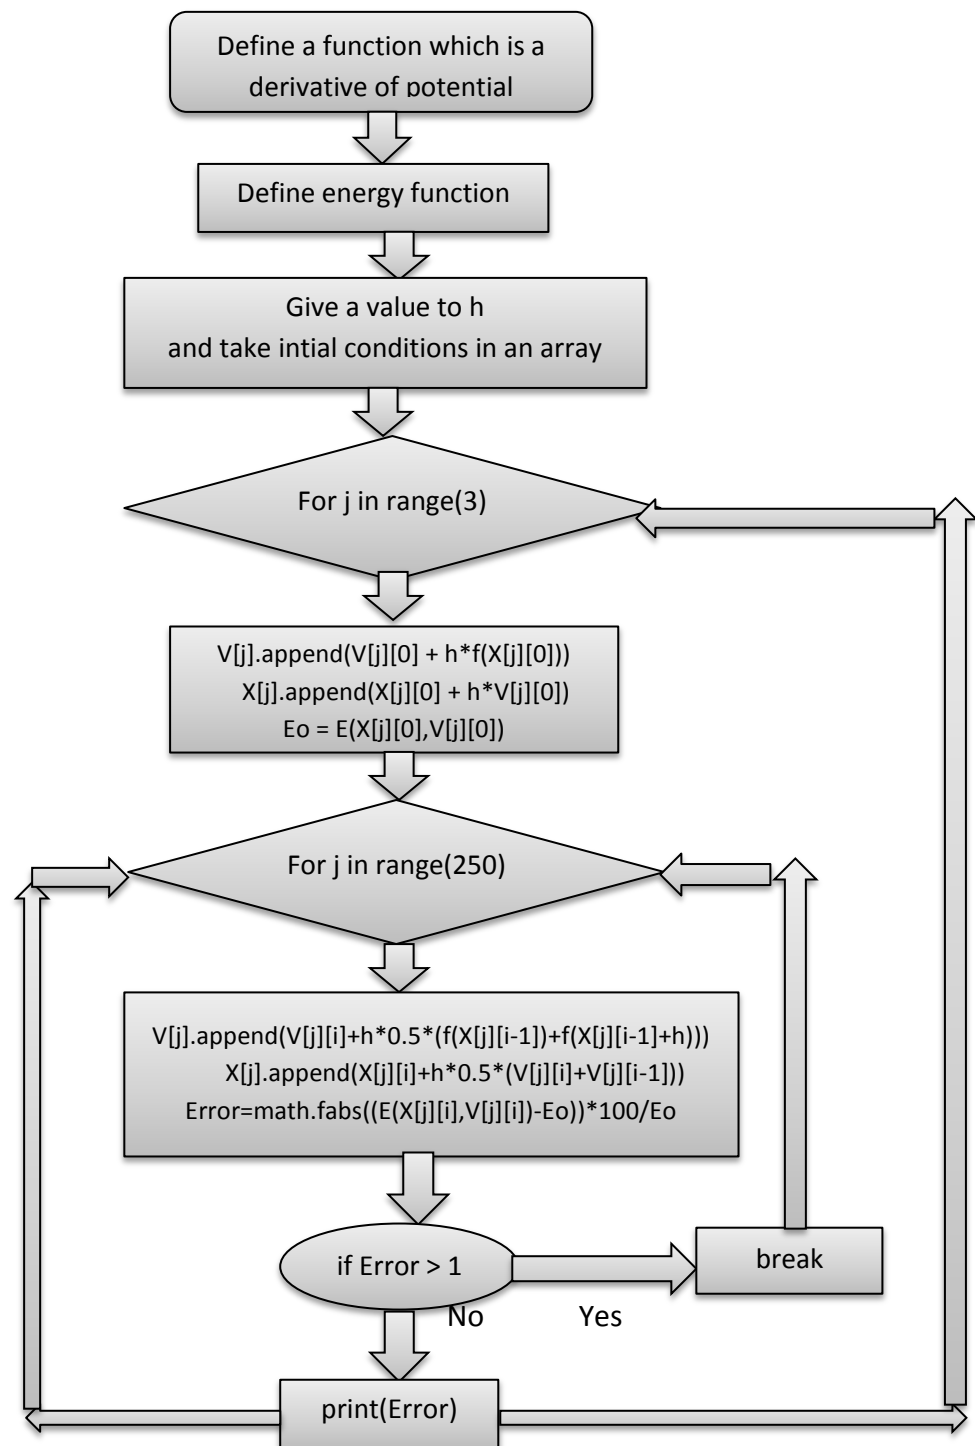 Define a function which is a
derivative of potential
Define energy function
Give a value to h
and take intial conditions in an array
For j in range(3)
V[j].append(V[j][0] + h*f(X[j][0]))
X[j].append(X[j][0] + h*V[j][0])
Eo = E(X[j][0],V[j][0])
For j in range(250)
V[j].append(V[j][i]+h*0.5*(f(X[j][i-1])+f(X[j][i-1]+h)))
X[j].append(X[j][i]+h*0.5*(V[j][i]+V[j][i-1]))
Error=math.fabs((E(X[j][i],V[j][i])-Eo))*100/Eo
if Error > 1
break
No
Yes
print(Error)